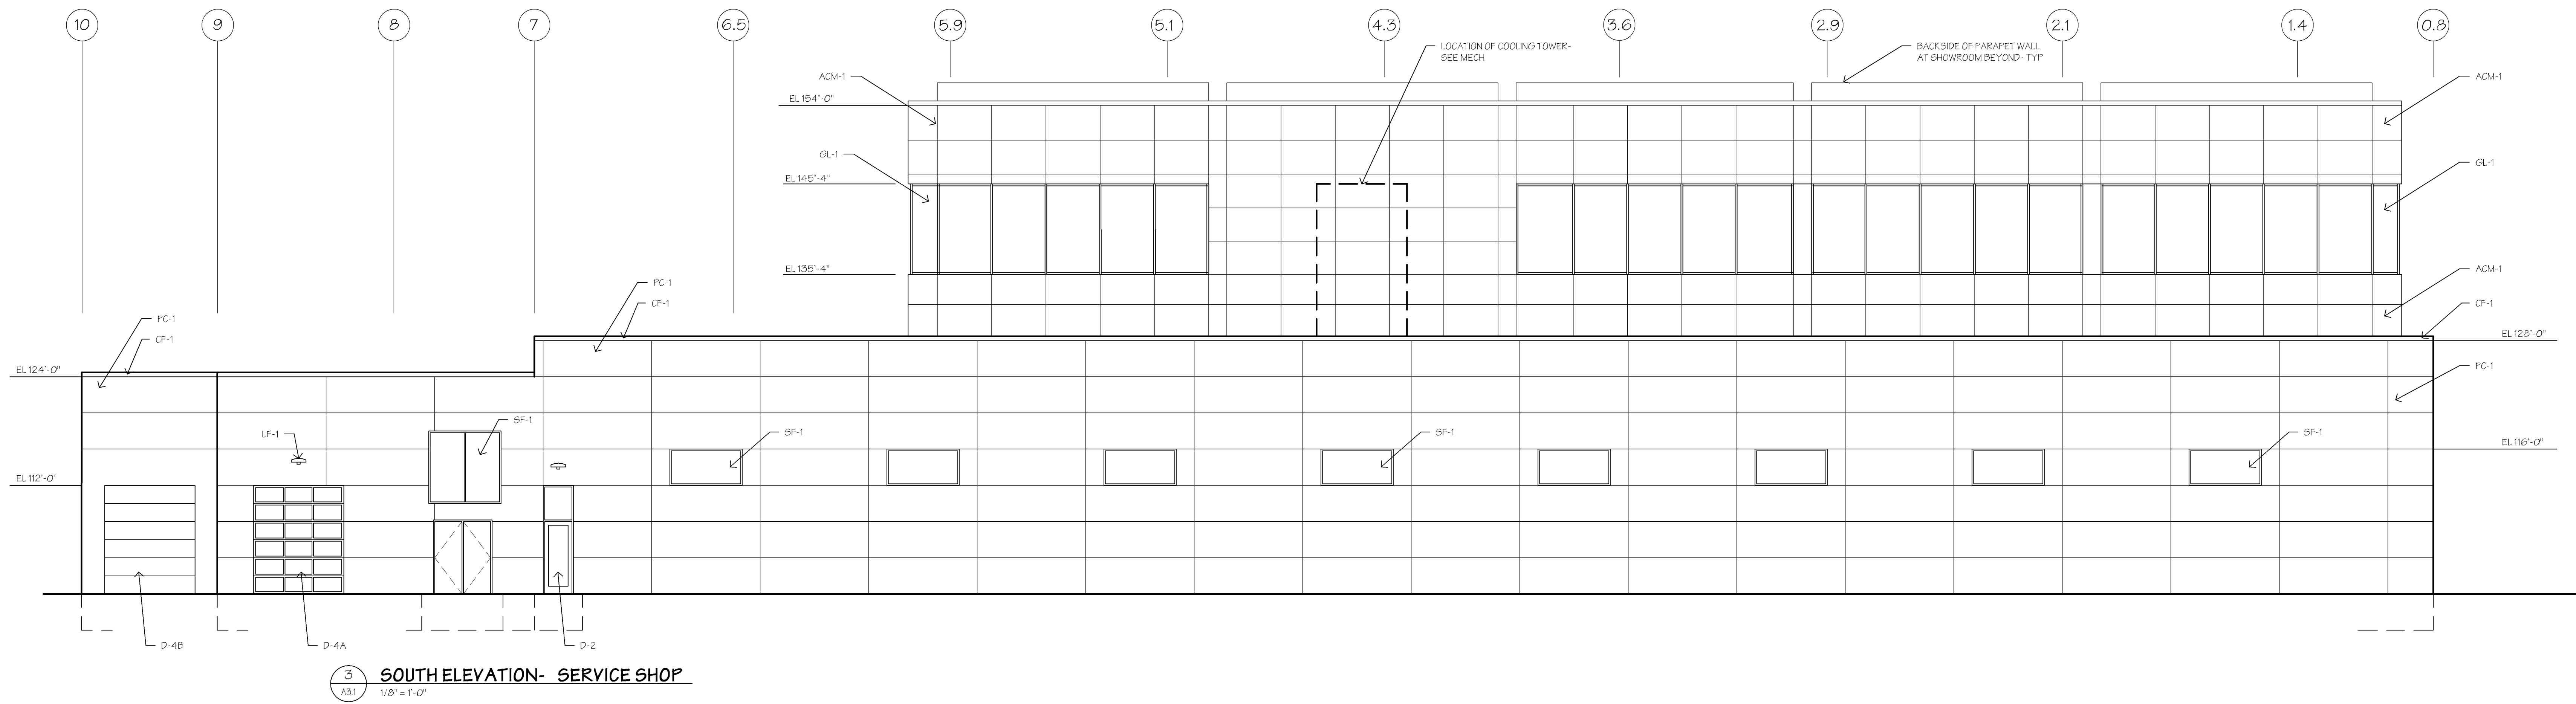 10 9 8 7 6.5 5.9 5.1 4.3 3.6 2.9 2.1 1.4 0.8
LOCATION OF COOLING TOWER-
SEE MECH
BACKSIDE OF PARAPET WALL
AT SHOWROOM BEYOND- TYP
ACM-1
ACM-1
EL 154'-0"
GL-1
GL-1
EL 145'-4"
EL 135'-4"
ACM-1
PC-1
CF-1
CF-1
PC-1
CF-1
EL 128'-0"
EL 124'-0"
PC-1
SF-1
LF-1
SF-1
SF-1
SF-1
EL 116'-0"
EL 112'-0"
D-4B
D-4A
D-2
3
A3.1
SOUTH ELEVATION- SERVICE SHOP
1/8" = 1'-0"